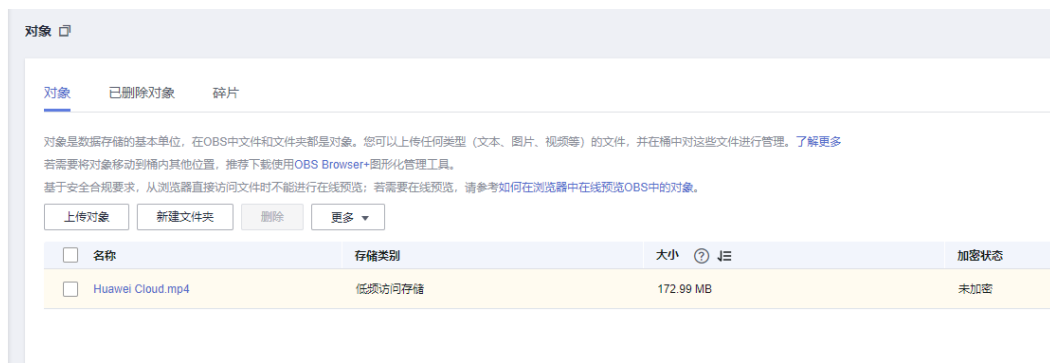 对象
对象 已删除对象 碎片
对象是数据存储的基本单位，在OBS中文件和文件夹都是对象。您可以上传任何类型（文本、图片、视频等）的文件，并在桶中对这些文件进行管理。了解更多
若需要将对象移动到桶内其他位置，推荐下载使用OBS Browser+图形化管理工具。
基于安全合规要求，从浏览器直接访问文件时不能进行在线预览；若需要在线预览，请参考如何在浏览器中在线预览OBS中的对象。
上传对象 新建文件夹 删除 更多
名称 存储类别 大小 ? 加密状态
Huawei Cloud.mp4 低频访问存储 172.99 MB 未加密